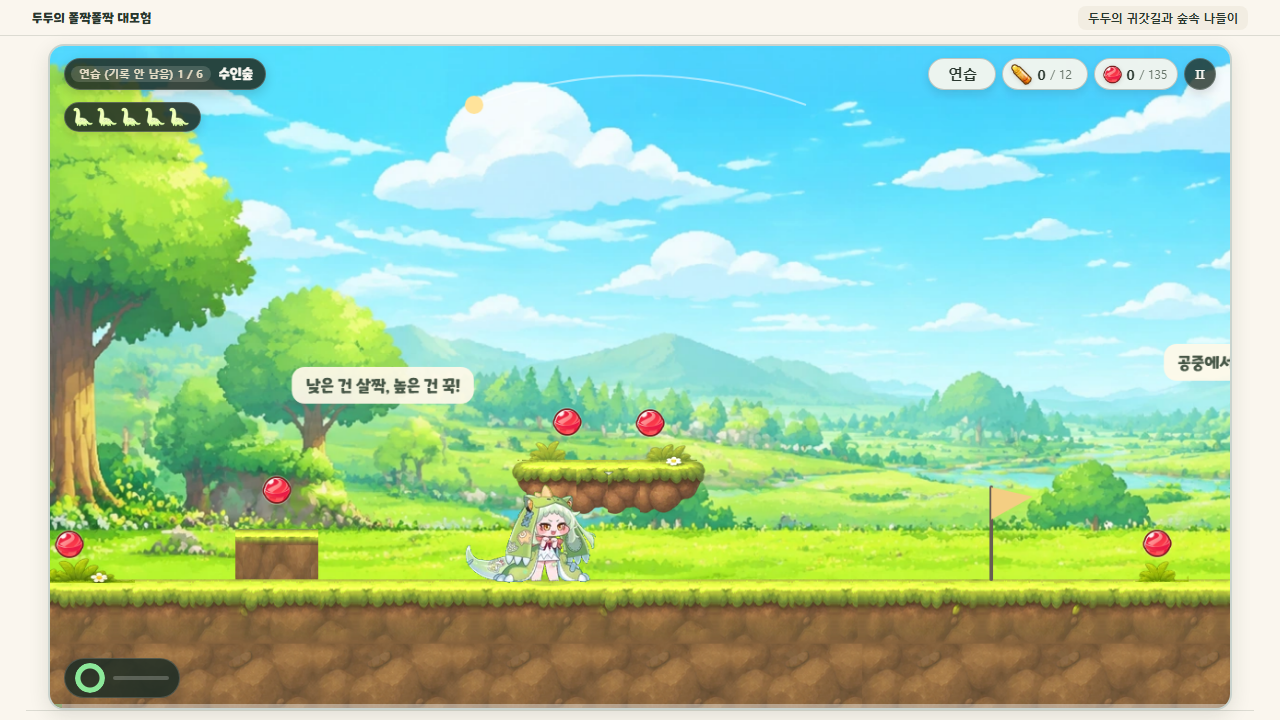 두두의 폴짝폴짝 대모험
두두의 귀갓길과 숲속 나들이
연습 (기록 안 남음) 1 / 6 수인숲
연습
0 / 12
0 / 135
낮은 건 살짝, 높은 건 꾹!
공중에서